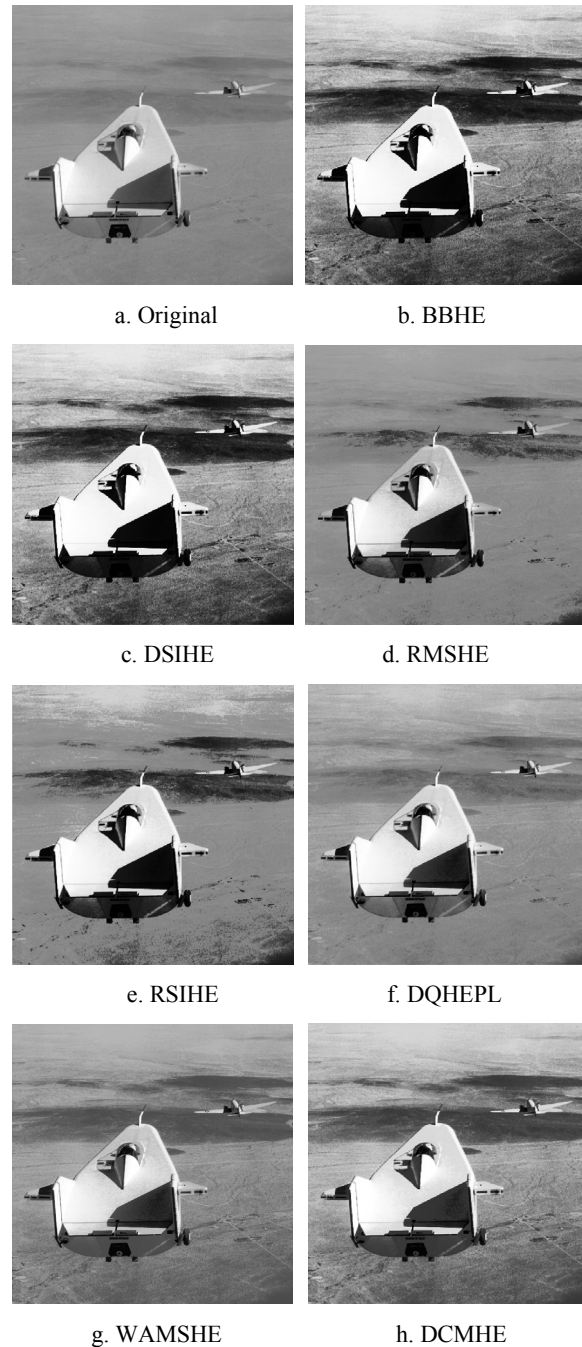 a. Original
b. BBHE
c. DSIHE
d. RMSHE
e. RSIHE
f. DQHEPL
g. WAMSHE
h. DCMHE